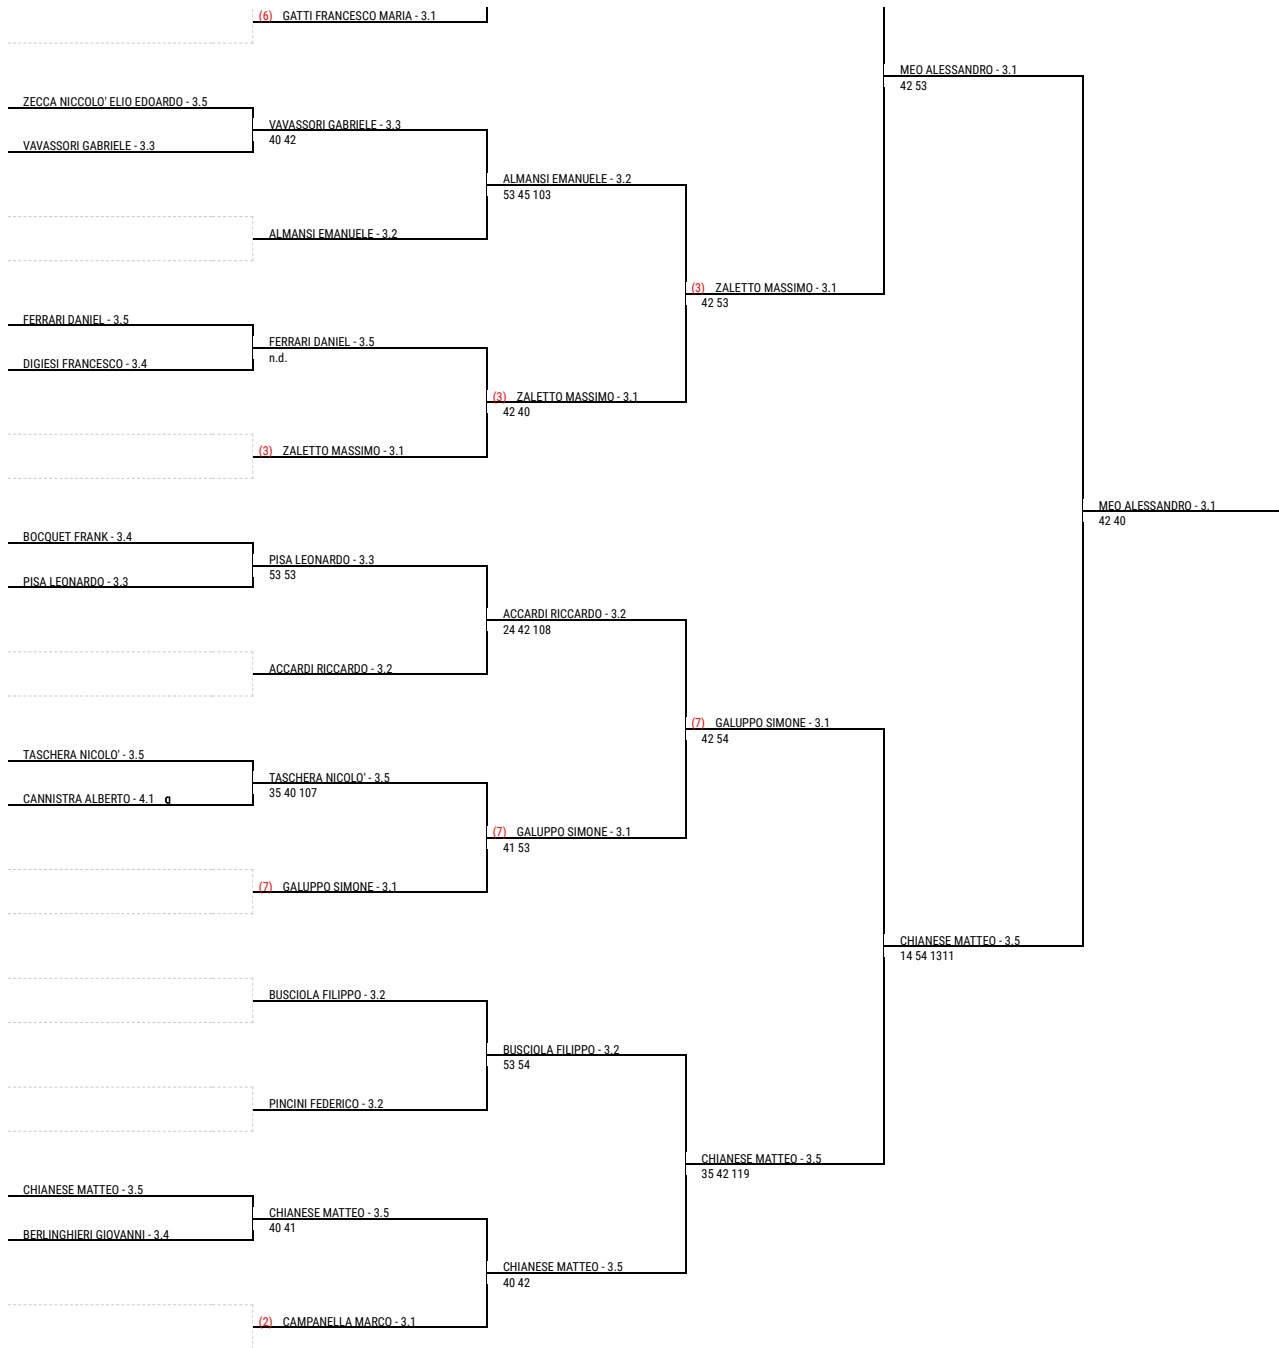 (6) GATTI FRANCESCO MARIA - 3.1
MEO ALESSANDRO - 3.1
42 53
ZECCA NICCOLO' ELIO EDOARDO - 3.5
VAVASSORI GABRIELE - 3.3
40 42
VAVASSORI GABRIELE - 3.3
ALMANSI EMANUELE - 3.2
53 45 103
ALMANSI EMANUELE - 3.2
(3) ZALETTO MASSIMO - 3.1
42 53
FERRARI DANIEL - 3.5
FERRARI DANIEL - 3.5
n.d.
DIGIESI FRANCESCO - 3.4
(3) ZALETTO MASSIMO - 3.1
42 40
(3) ZALETTO MASSIMO - 3.1
MEO ALESSANDRO - 3.1
42 40
BOCQUET FRANK - 3.4
PISA LEONARDO - 3.3
53 53
PISA LEONARDO - 3.3
ACCARDI RICCARDO - 3.2
24 42 108
ACCARDI RICCARDO - 3.2
(7) GALUPPO SIMONE - 3.1
42 54
TASCHERA NICOLO' - 3.5
TASCHERA NICOLO' - 3.5
35 40 107
CANNISTRA ALBERTO - 4.1 q
(7) GALUPPO SIMONE - 3.1
41 53
(7) GALUPPO SIMONE - 3.1
CHIANESE MATTEO - 3.5
14 54 1311
BUSCIOLA FILIPPO - 3.2
BUSCIOLA FILIPPO - 3.2
53 54
PINCINI FEDERICO - 3.2
CHIANESE MATTEO - 3.5
35 42 119
CHIANESE MATTEO - 3.5
CHIANESE MATTEO - 3.5
40 41
BERLINGHIERI GIOVANNI - 3.4
CHIANESE MATTEO - 3.5
40 42
(2) CAMPANELLA MARCO - 3.1